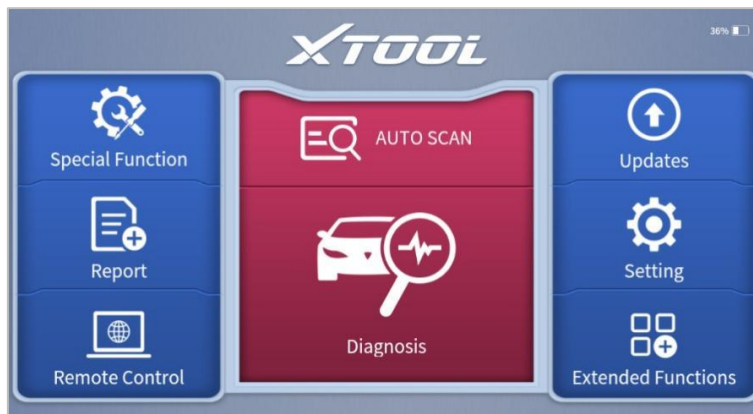 XTOOL
36%
Special Function
AUTO SCAN
Updates
Report
Diagnosis
Setting
Remote Control
Extended Functions